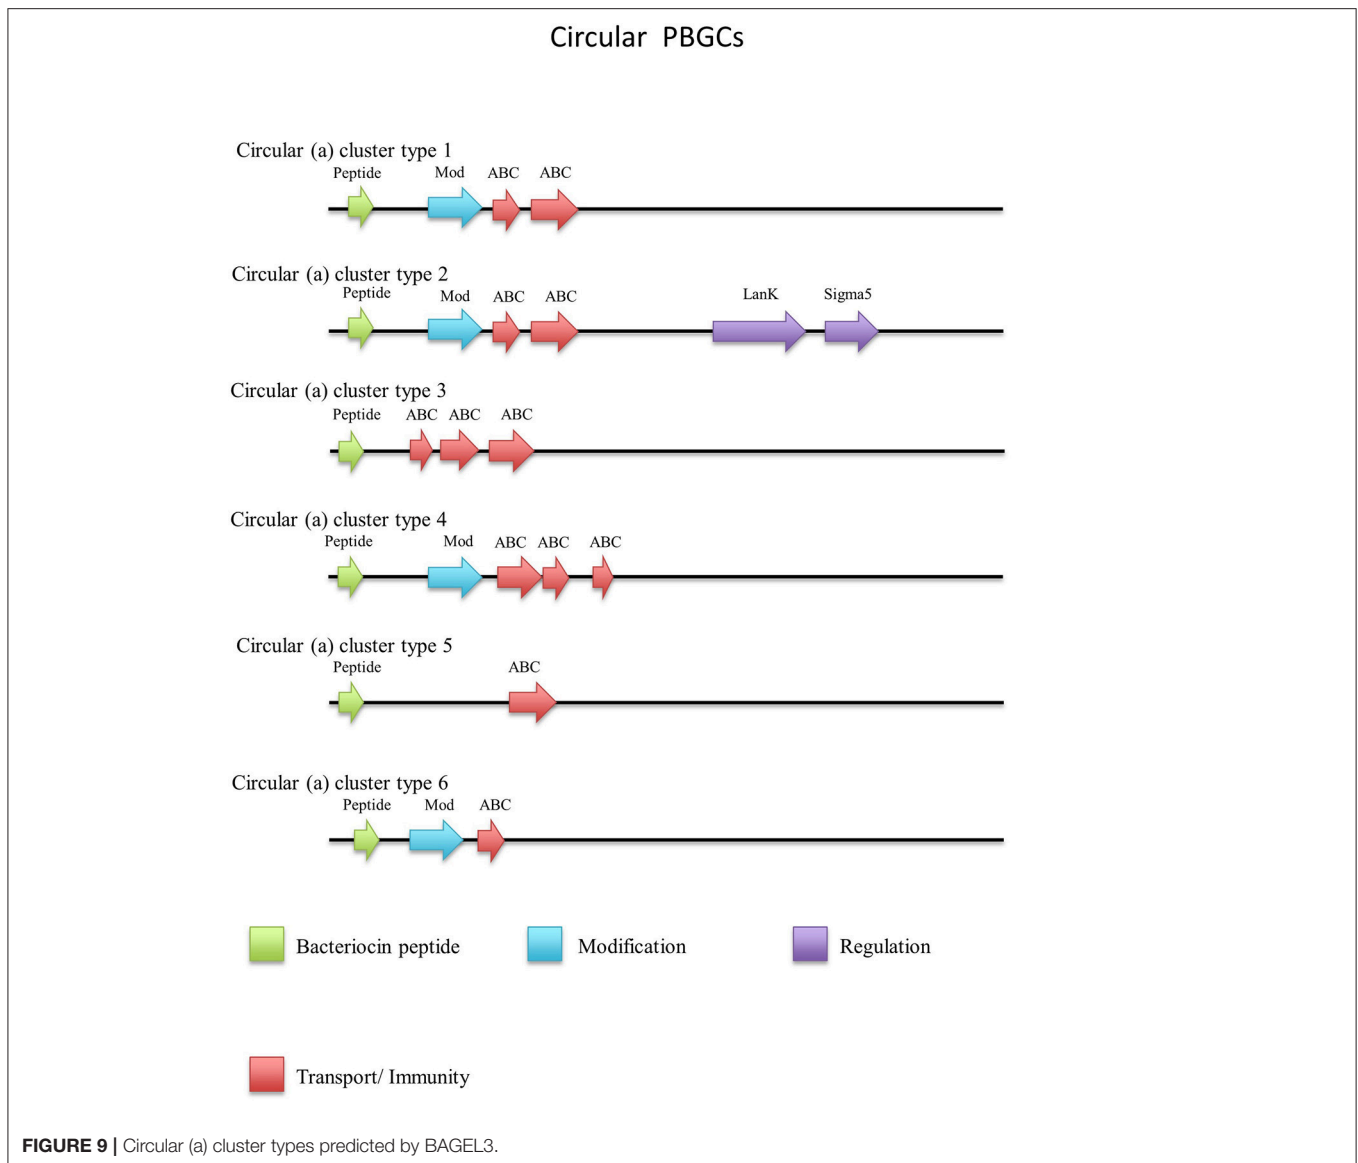 Circular PBGCs
Circular (a) cluster type 1
Peptide Mod ABC ABC
Circular (a) cluster type 2
Peptide Mod ABC ABC LanK Sigma5
Circular (a) cluster type 3
Peptide ABC ABC ABC
Circular (a) cluster type 4
Peptide Mod ABC ABC ABC
Circular (a) cluster type 5
Peptide ABC
Circular (a) cluster type 6
Peptide Mod ABC
Bacteriocin peptide Modification Regulation
Transport/ Immunity
FIGURE 9 | Circular (a) cluster types predicted by BAGEL3.